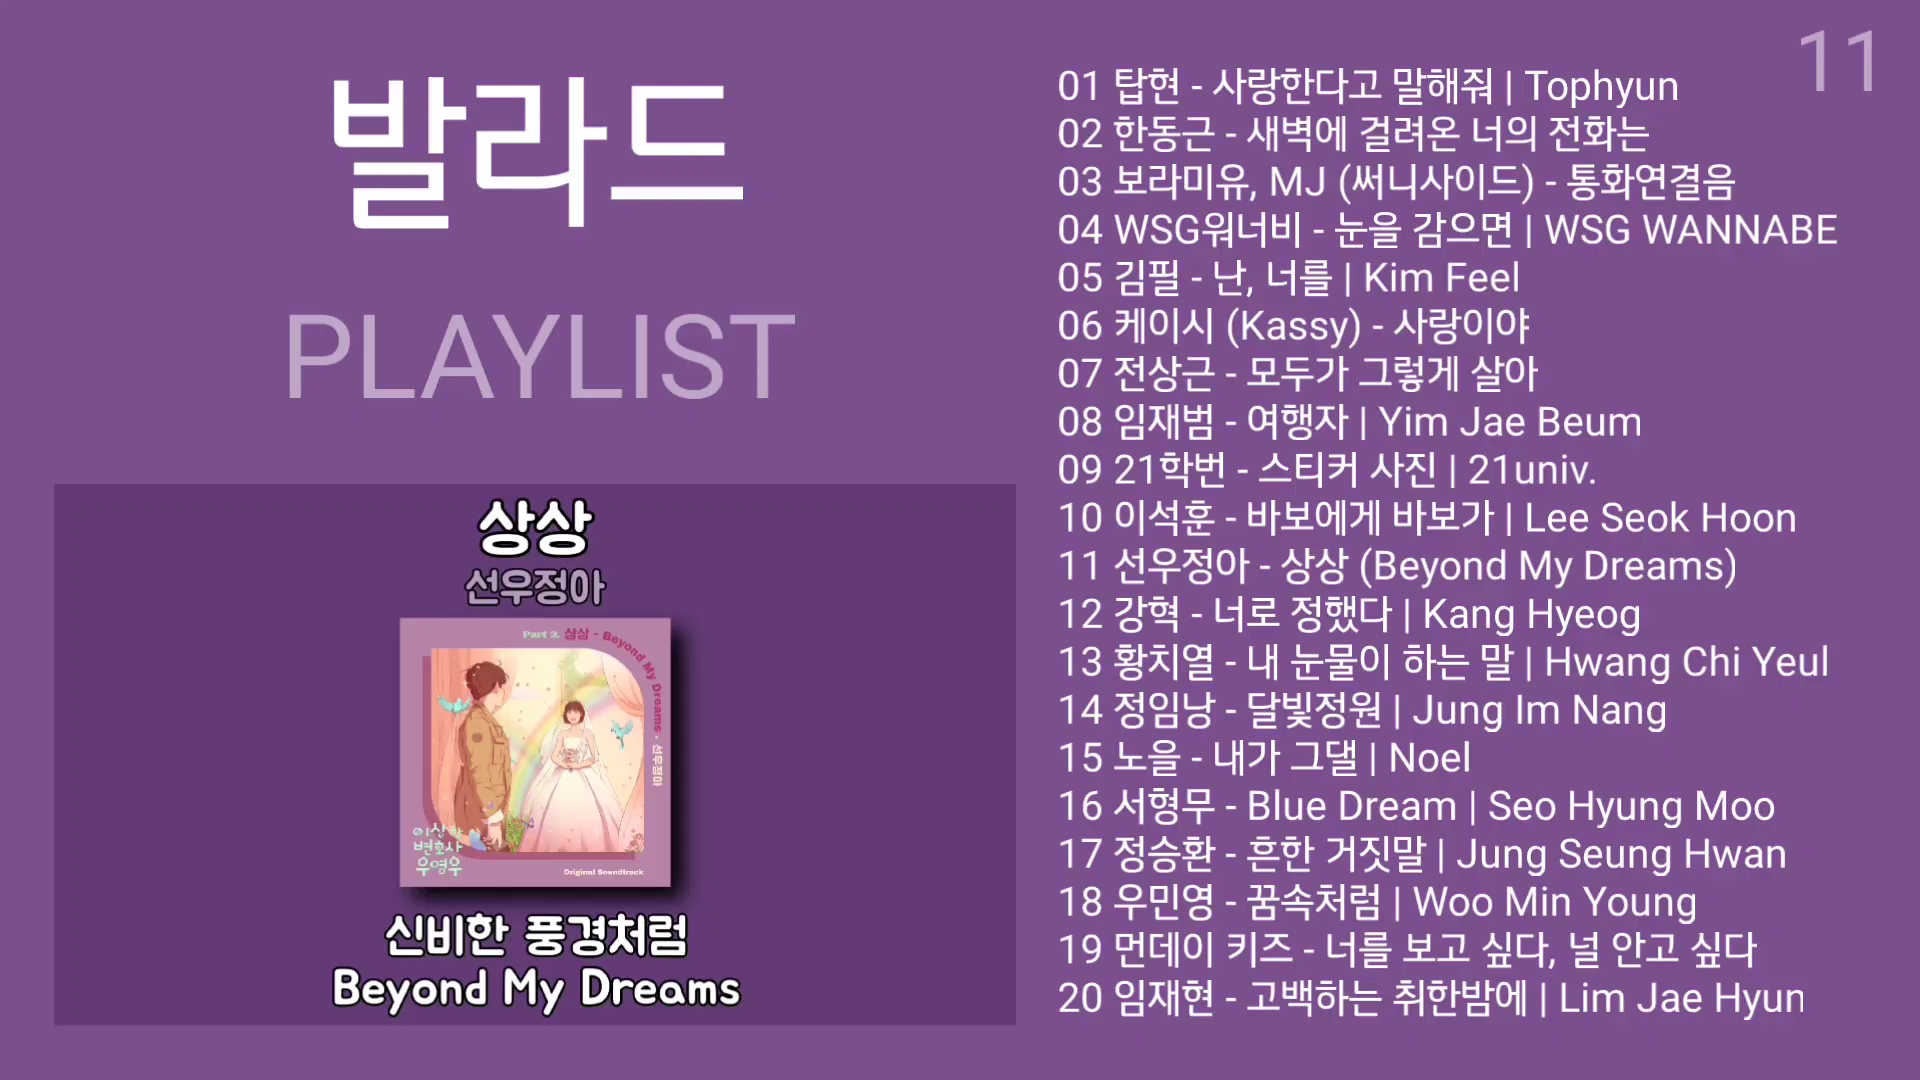 발라드
PLAYLIST
상상
선우정아
Part 2. 상상 - Beyond My Dreams - 선우정아
이상한
변호사
우영우
Original Soundtrack
신비한 풍경처럼
Beyond My Dreams
11
01 탑현 - 사랑한다고 말해줘 | Tophyun
02 한동근 - 새벽에 걸려온 너의 전화는
03 보라미유, MJ (써니사이드) - 통화연결음
04 WSG워너비 - 눈을 감으면 | WSG WANNABE
05 김필 - 난, 너를 | Kim Feel
06 케이시 (Kassy) - 사랑이야
07 전상근 - 모두가 그렇게 살아
08 임재범 - 여행자 | Yim Jae Beum
09 21학번 - 스티커 사진 | 21univ.
10 이석훈 - 바보에게 바보가 | Lee Seok Hoon
11 선우정아 - 상상 (Beyond My Dreams)
12 강혁 - 너로 정했다 | Kang Hyeog
13 황치열 - 내 눈물이 하는 말 | Hwang Chi Yeul
14 정임낭 - 달빛정원 | Jung Im Nang
15 노을 - 내가 그댈 | Noel
16 서형무 - Blue Dream | Seo Hyung Moo
17 정승환 - 흔한 거짓말 | Jung Seung Hwan
18 우민영 - 꿈속처럼 | Woo Min Young
19 먼데이 키즈 - 너를 보고 싶다, 널 안고 싶다
20 임재현 - 고백하는 취한밤에 | Lim Jae Hyun